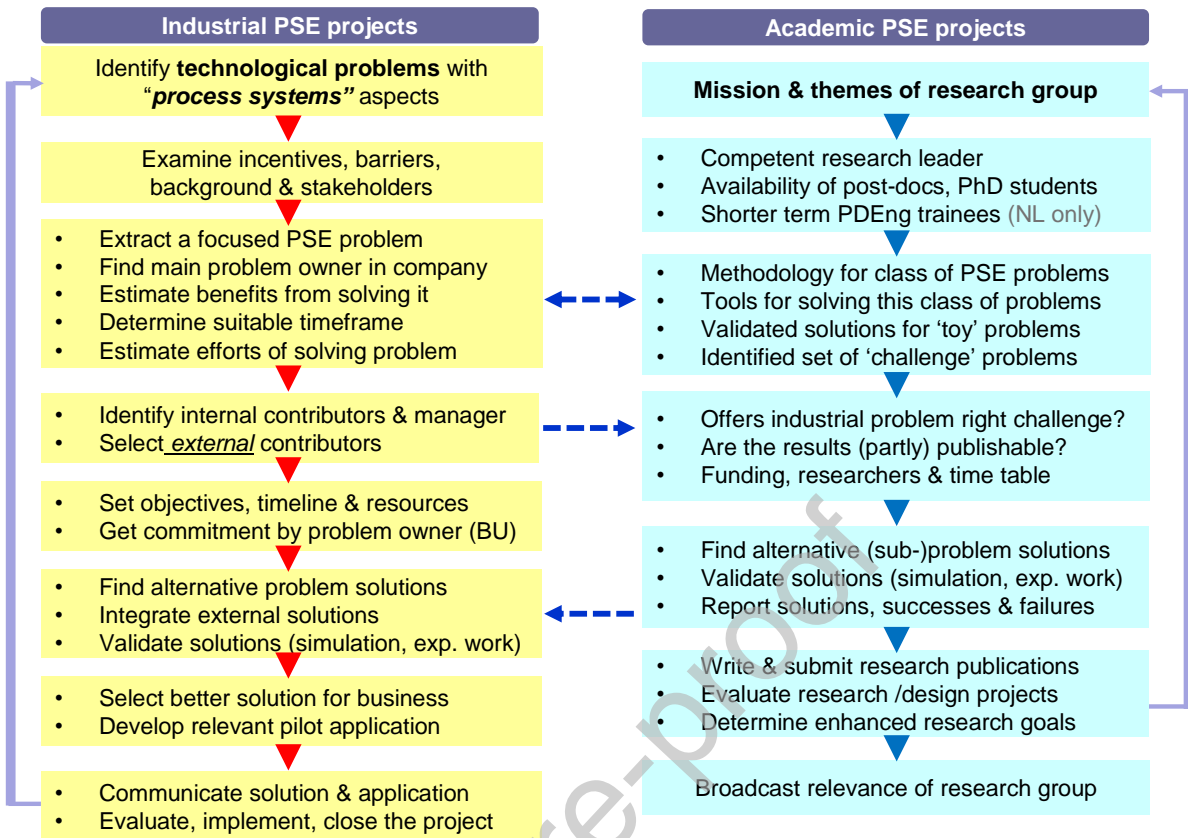 Industrial PSE projects
Identify technological problems with
“process systems” aspects
Examine incentives, barriers,
background & stakeholders
• Extract a focused PSE problem
• Find main problem owner in company
• Estimate benefits from solving it
• Determine suitable timeframe
• Estimate efforts of solving problem
• Identify internal contributors & manager
• Select external contributors
• Set objectives, timeline & resources
• Get commitment by problem owner (BU)
• Find alternative problem solutions
• Integrate external solutions
• Validate solutions (simulation, exp. work)
• Select better solution for business
• Develop relevant pilot application
• Communicate solution & application
• Evaluate, implement, close the project
Academic PSE projects
Mission & themes of research group
• Competent research leader
• Availability of post-docs, PhD students
• Shorter term PDEng trainees (NL only)
• Methodology for class of PSE problems
• Tools for solving this class of problems
• Validated solutions for ‘toy’ problems
• Identified set of ‘challenge’ problems
• Offers industrial problem right challenge?
• Are the results (partly) publishable?
• Funding, researchers & time table
• Find alternative (sub-)problem solutions
• Validate solutions (simulation, exp. work)
• Report solutions, successes & failures
• Write & submit research publications
• Evaluate research /design projects
• Determine enhanced research goals
Broadcast relevance of research group
re-proof